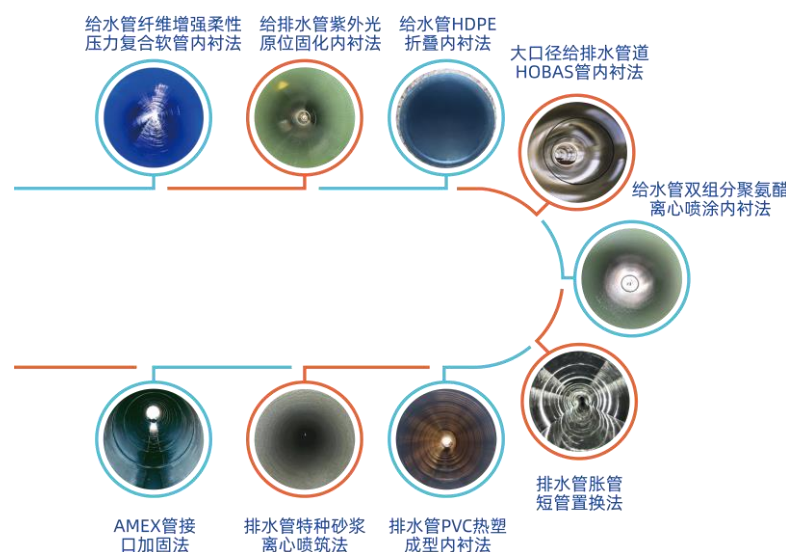 给水管纤维增强柔性
压力复合软管内衬法
给排水管紫外光
原位固化内衬法
给水管HDPE
折叠内衬法
大口径给排水管道
HOBAS管内衬法
给水管双组分聚氨醋
离心喷涂内衬法
排水管胀管
短管置换法
排水管PVC热塑
成型内衬法
排水管特种砂浆
离心喷筑法
AMEX管接
口加固法